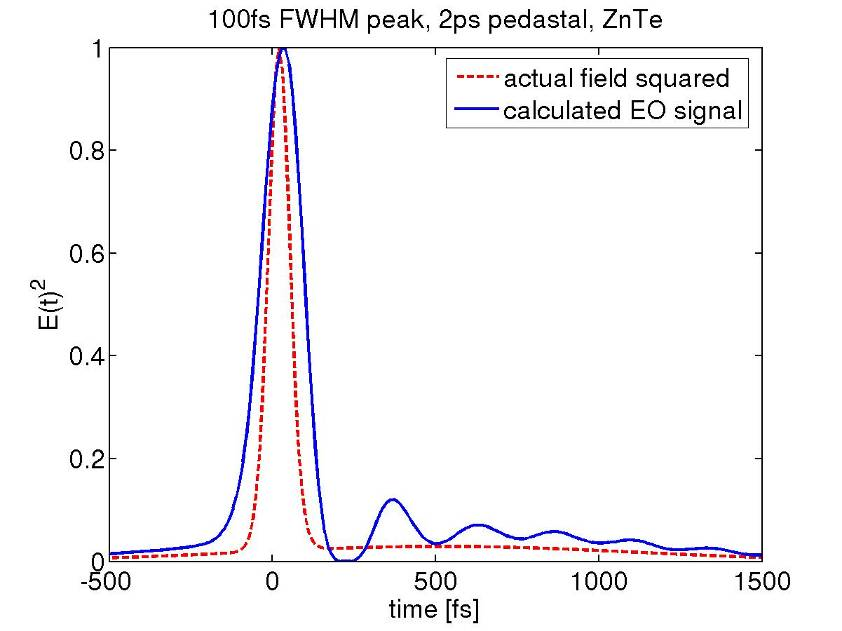 100fs FWHM peak, 2ps pedastal, ZnTe
actual field squared
calculated EO signal
1
0.8
0.6
0.4
0.2
0
E(t)²
-500
0
500
1000
1500
time [fs]